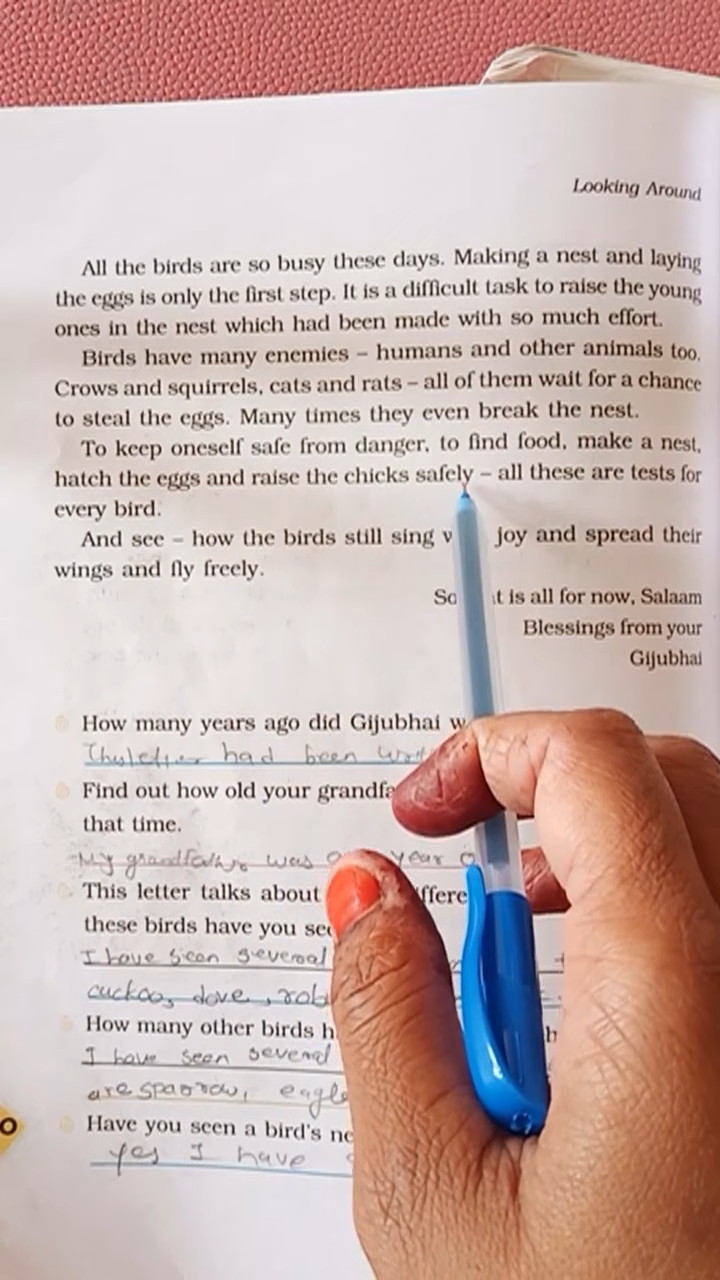 Looking Around
All the birds are so busy these days. Making a nest and laying
the eggs is only the first step. It is a difficult task to raise the young
ones in the nest which had been made with so much effort.
Birds have many enemies – humans and other animals too.
Crows and squirrels, cats and rats – all of them wait for a chance
to steal the eggs. Many times they even break the nest.
To keep oneself safe from danger, to find food, make a nest,
hatch the eggs and raise the chicks safely – all these are tests for
every bird.
And see – how the birds still sing joy and spread their
wings and fly freely.
is all for now, Salaam
Blessings from your
Gijubhai
How many years ago did Gijubhai
had been
Find out how old your
that time.
My was year
This letter talks about
these birds have you
I have seen several
cuckoo, dove,
How many other birds
I have seen several
are sparrow, eagle
Have you seen a bird's
yes I have